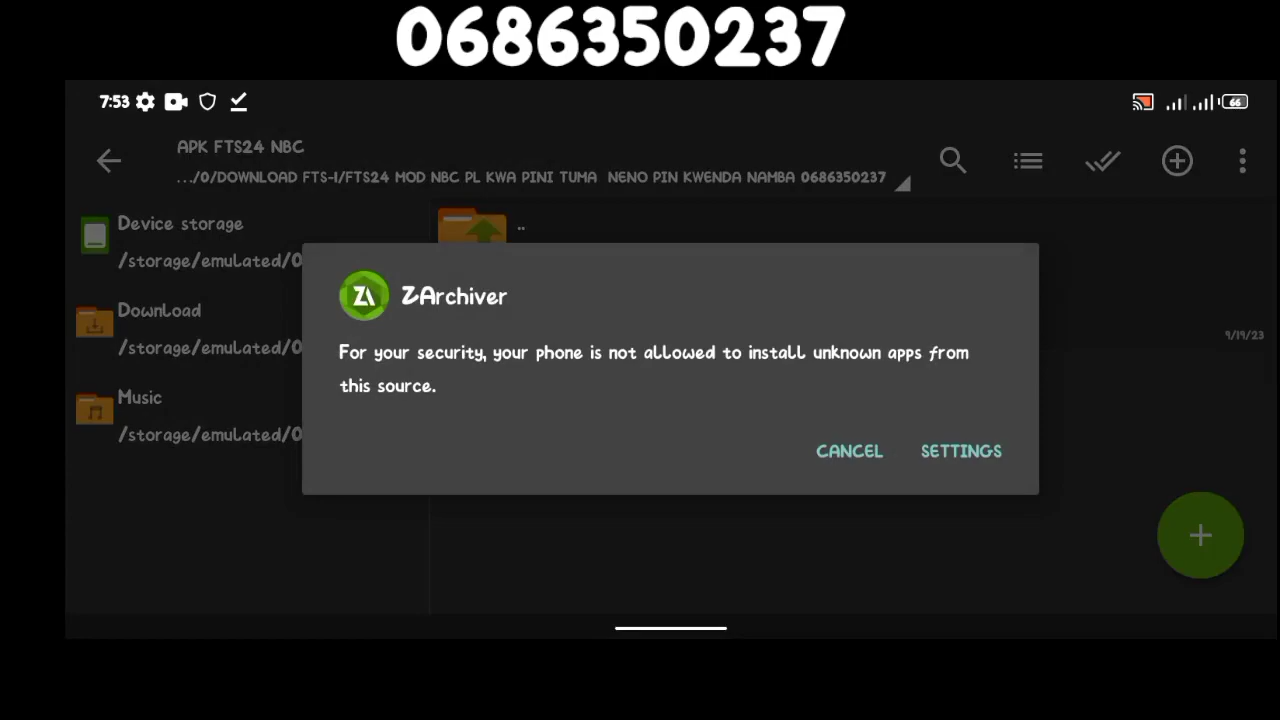 0686350237
7:53
66
APK FTS24 NBC
.../0/DOWNLOAD FTS-1/FTS24 MOD NBC PL KWA PINI TUMA NENO PIN KWENDA NAMBA 0686350237
Device storage
/storage/emulated/0
..
Download
/storage/emulated/0
9/19/23
Music
/storage/emulated/0
ZA ZArchiver
For your security, your phone is not allowed to install unknown apps from
this source.
CANCEL SETTINGS